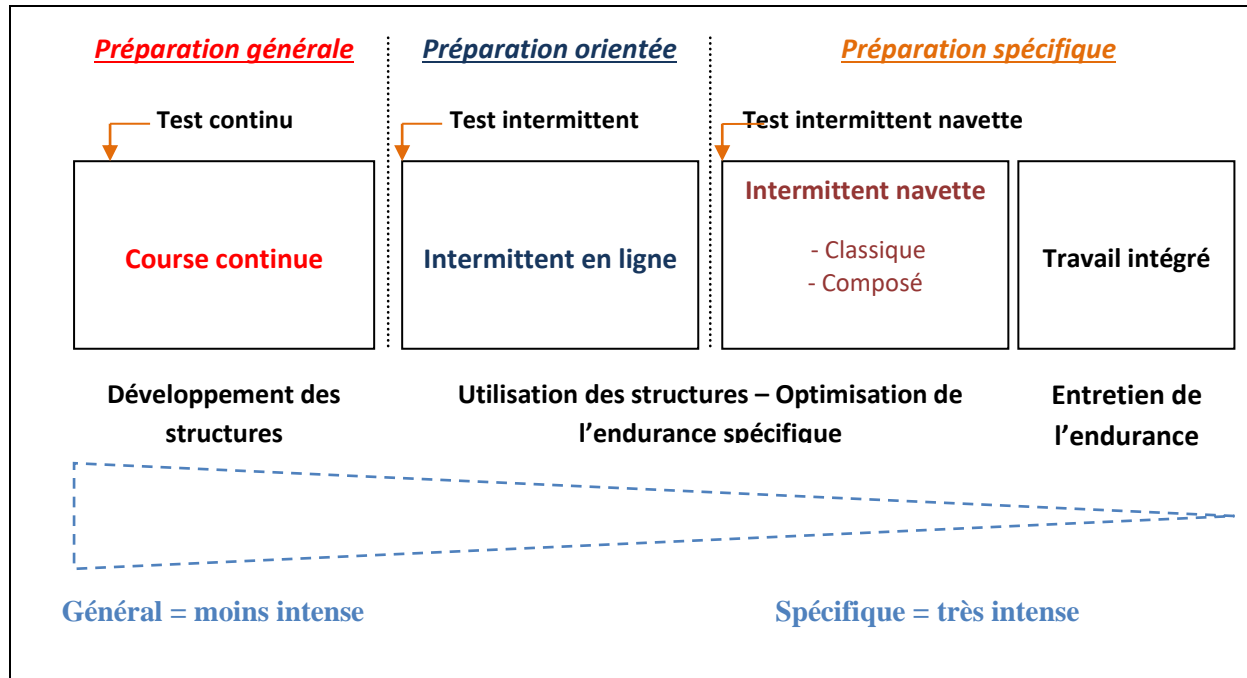 Préparation générale
Préparation orientée
Préparation spécifique
Test continu
Test intermittent
Test intermittent navette
Course continue
Intermittent en ligne
Intermittent navette
- Classique
- Composé
Travail intégré
Développement des
structures
Utilisation des structures – Optimisation de
l'endurance spécifique
Entretien de
l'endurance
Général = moins intense
Spécifique = très intense